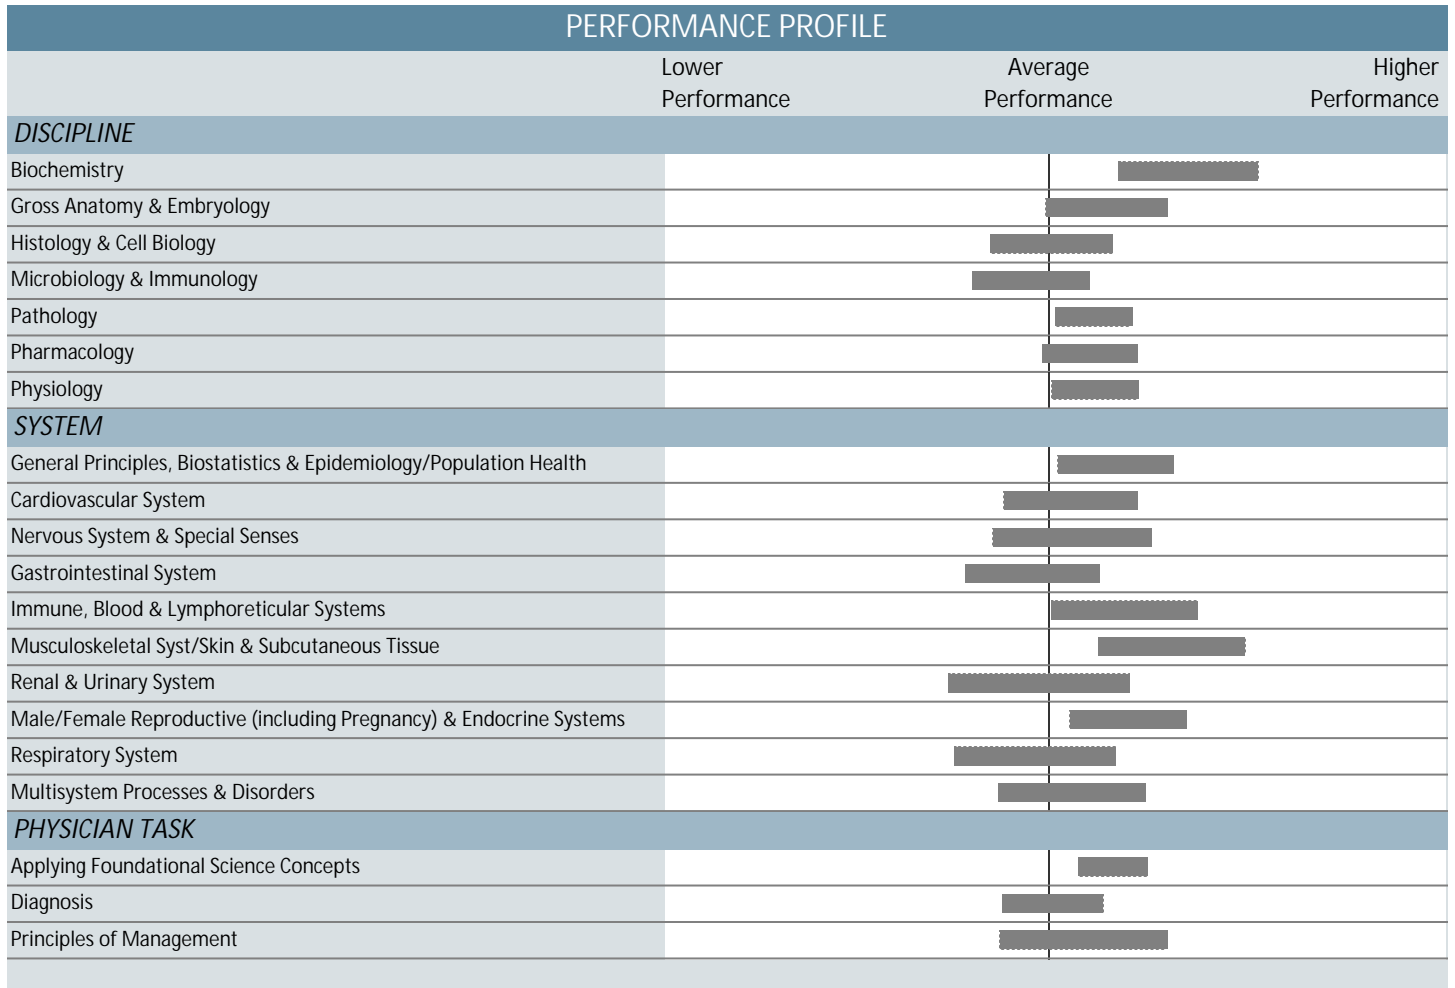 PERFORMANCE PROFILE
Lower Performance
Average Performance
Higher Performance
DISCIPLINE
Biochemistry
Gross Anatomy & Embryology
Histology & Cell Biology
Microbiology & Immunology
Pathology
Pharmacology
Physiology
SYSTEM
General Principles, Biostatistics & Epidemiology/Population Health
Cardiovascular System
Nervous System & Special Senses
Gastrointestinal System
Immune, Blood & Lymphoreticular Systems
Musculoskeletal Syst/Skin & Subcutaneous Tissue
Renal & Urinary System
Male/Female Reproductive (including Pregnancy) & Endocrine Systems
Respiratory System
Multisystem Processes & Disorders
PHYSICIAN TASK
Applying Foundational Science Concepts
Diagnosis
Principles of Management